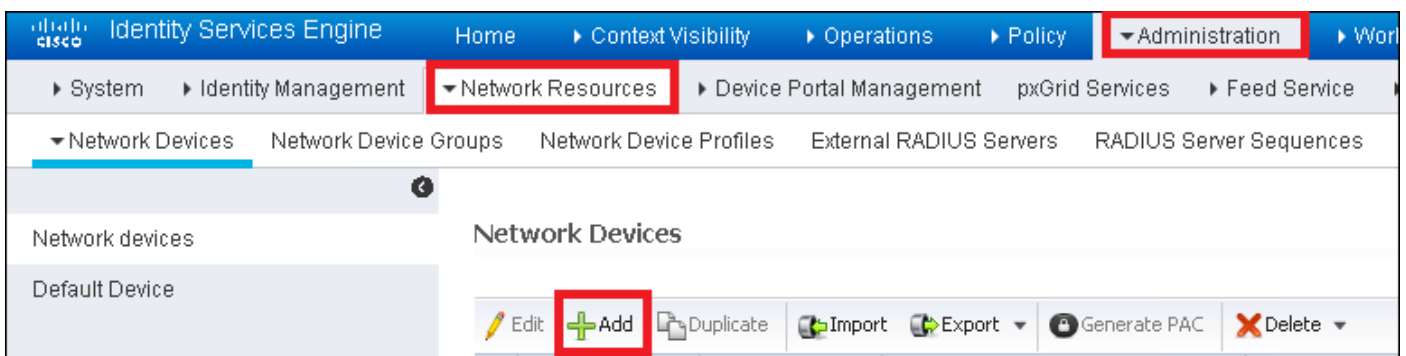 cisco Identity Services Engine Home Context Visibility Operations Policy Administration
System Identity Management Network Resources Device Portal Management pxGrid Services Feed Service
Network Devices Network Device Groups Network Device Profiles External RADIUS Servers RADIUS Server Sequences
Network devices
Default Device
Network Devices
Edit Add Duplicate Import Export Generate PAC Delete